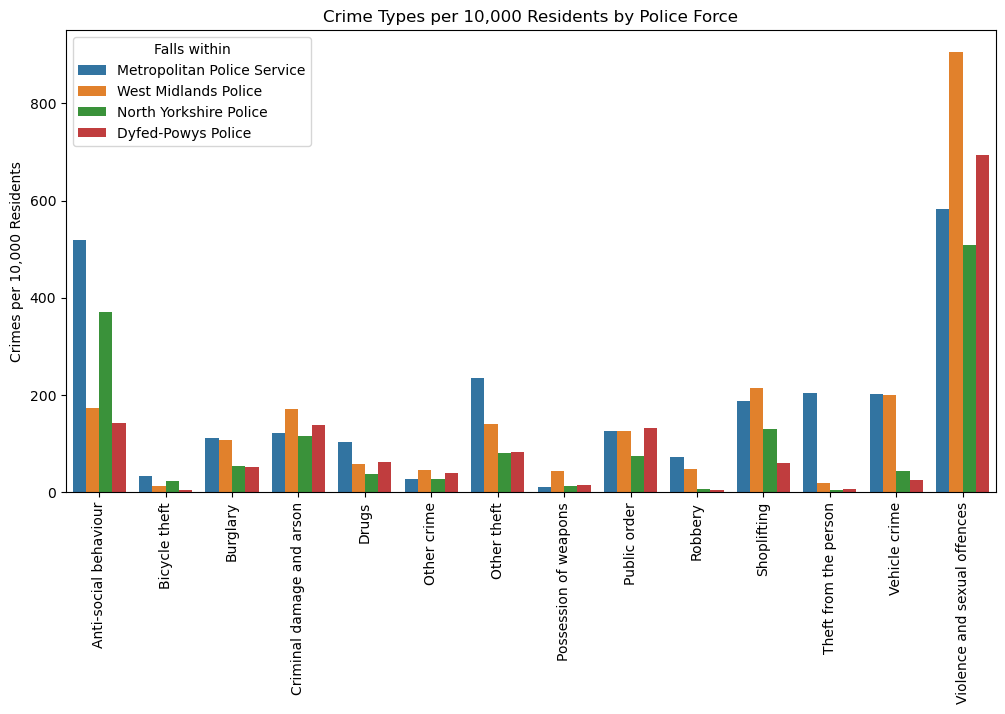 Crime Types per 10,000 Residents by Police Force
Falls within
Metropolitan Police Service
West Midlands Police
North Yorkshire Police
Dyfed-Powys Police
Crimes per 10,000 Residents
800
600
400
200
0
Anti-social behaviour
Bicycle theft
Burglary
Criminal damage and arson
Drugs
Other crime
Other theft
Possession of weapons
Public order
Robbery
Shoplifting
Theft from the person
Vehicle crime
Violence and sexual offences